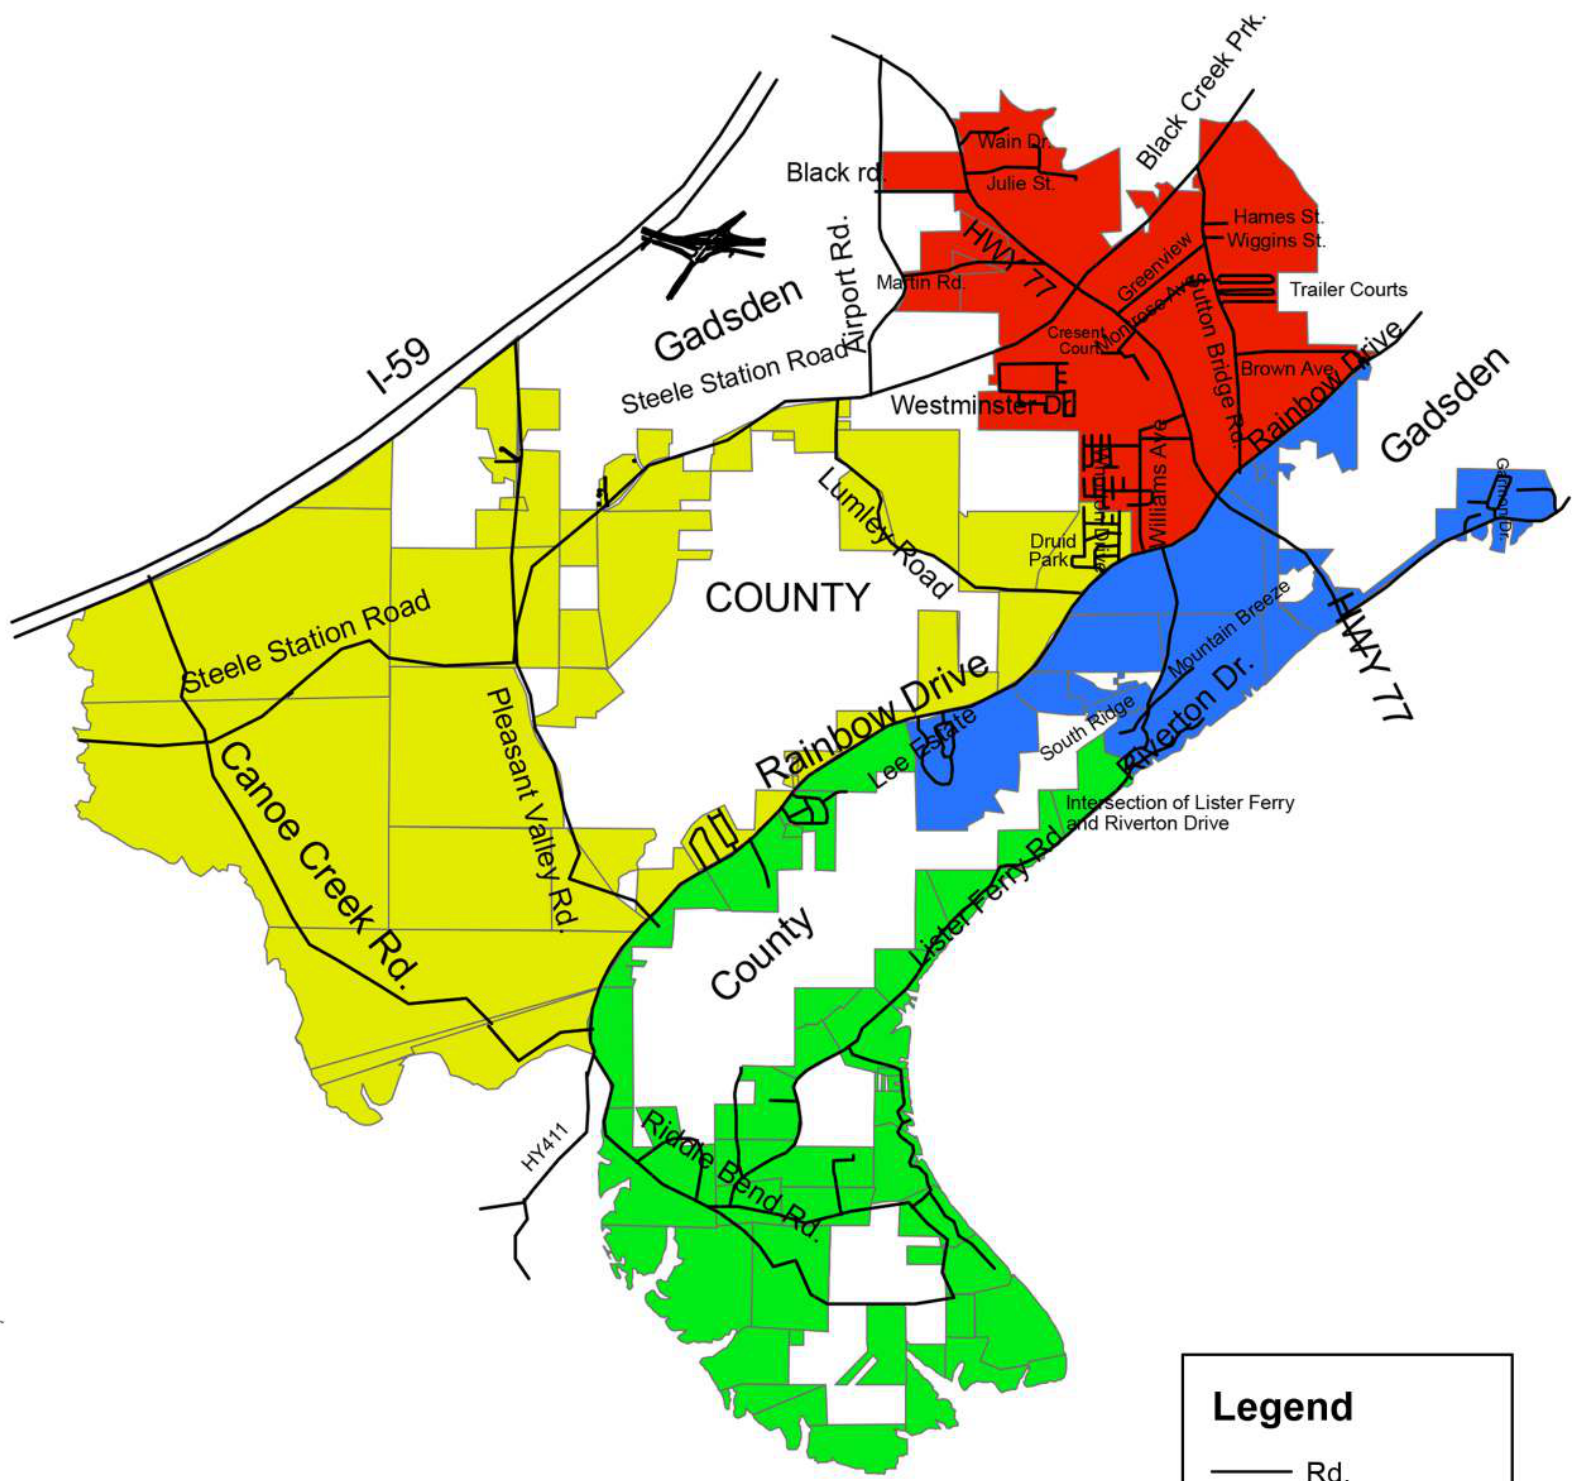 Black Creek Prk.
Wain Dr.
Black rd.
Julie St.
Hames St.
Wiggins St.
HWY 77
Airport Rd.
Greenview
Martin Rd.
Monrose Ave
Sutton Bridge Rd.
Trailer Courts
Gadsden
I-59
Steele Station Road
Cresent
Court
Brown Ave.
Rainbow Drive
Westminster Dr.
Gadsden
Williams Ave
Lumley Road
Druid
Park
COUNTY
Steele Station Road
Mountain Breeze
HWY 77
Riverton Dr.
South Ridge
Rainbow Drive
Lee Estate
Pleasant Valley Rd.
Canoe Creek Rd.
Intersection of Lister Ferry
and Riverton Drive
Lister Ferry Rd.
County
HY411
Riddle Bend Rd.
Legend
Rd.